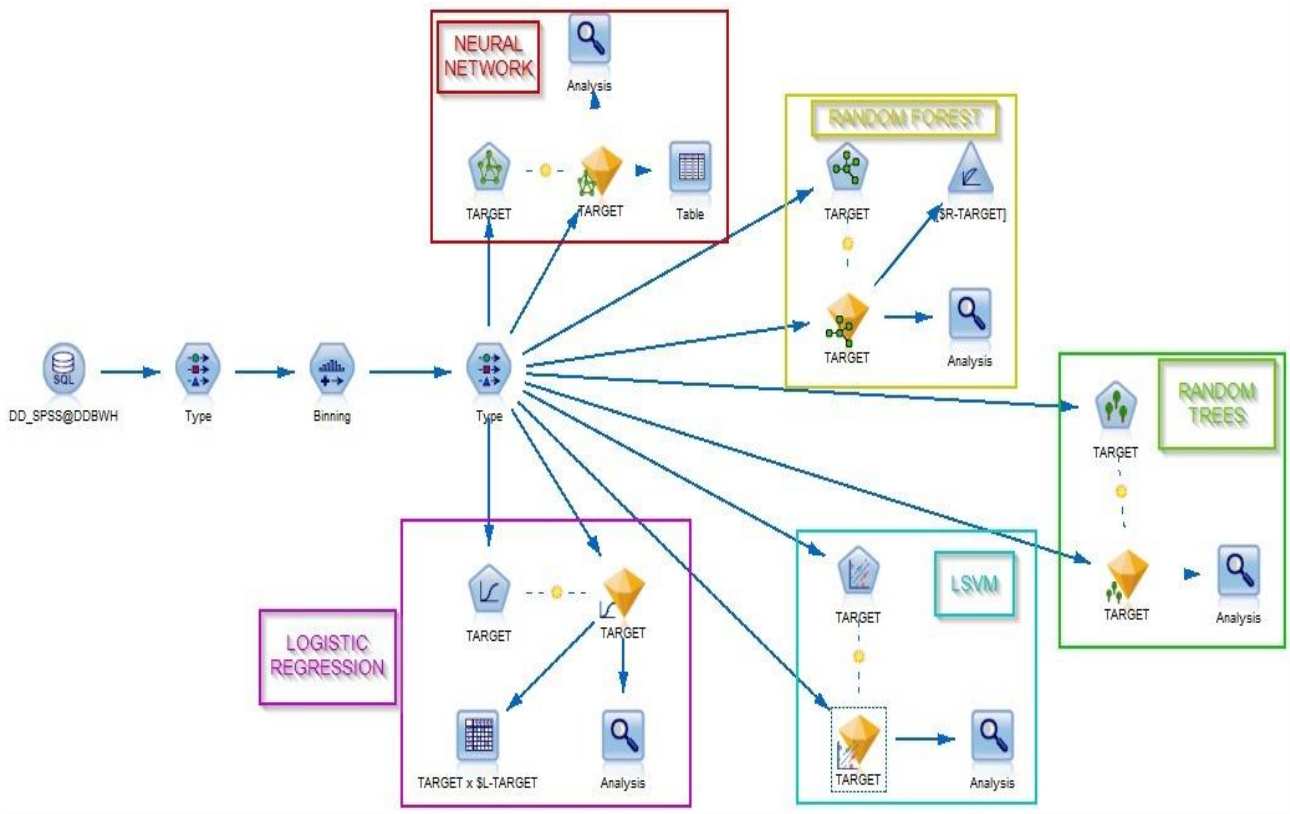 NEURAL
NETWORK
Analysis
TARGET
TARGET
Table
RANDOM FOREST
TARGET
[$R-TARGET]
TARGET
Analysis
SQL
DD_SPSS@DDBWH
Type
Binning
Type
RANDOM
TREES
TARGET
TARGET
Analysis
LOGISTIC
REGRESSION
TARGET
TARGET
TARGET x $L-TARGET
Analysis
LSVM
TARGET
TARGET
Analysis